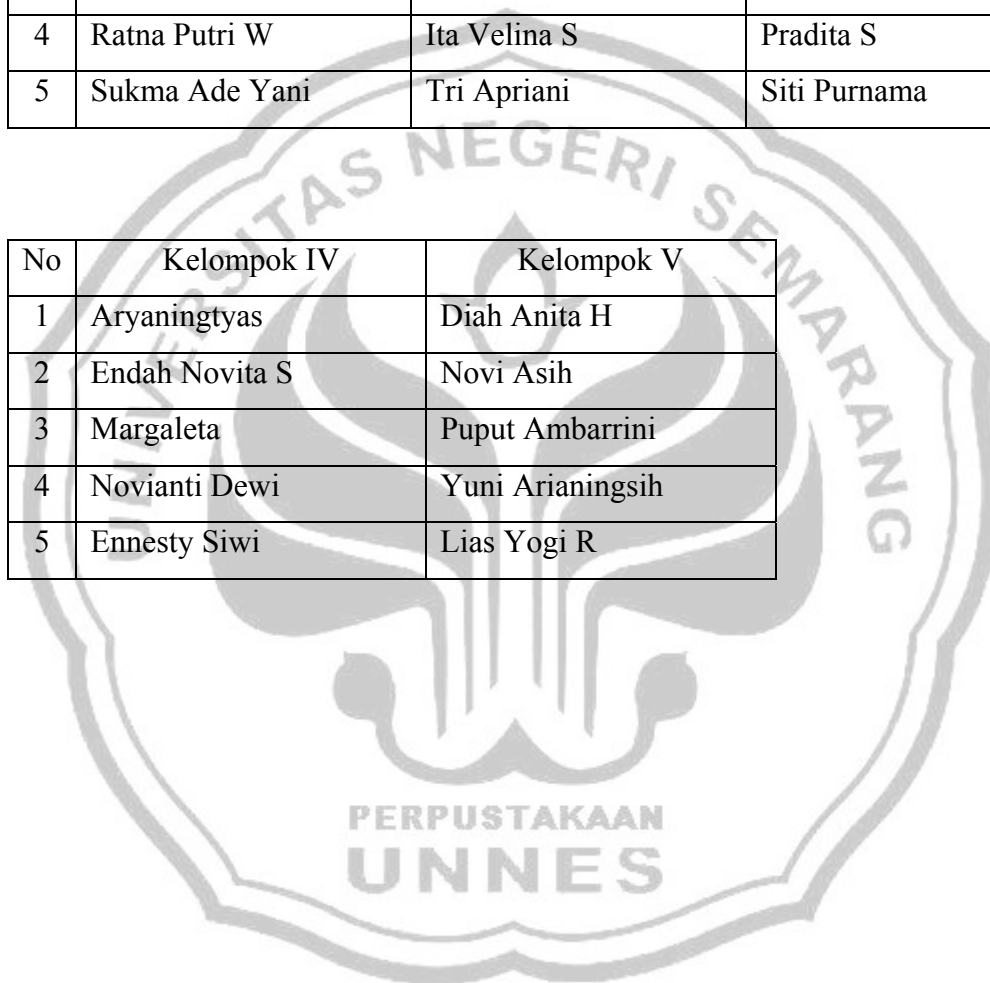 4 Ratna Putri W Ita Velina S Pradita S
5 Sukma Ade Yani Tri Apriani Siti Purnama
UNIVERSITAS NEGERI SEMARANG
No Kelompok IV Kelompok V
1 Aryaningtyas Diah Anita H
2 Endah Novita S Novi Asih
3 Margaleta Puput Ambarrini
4 Novianti Dewi Yuni Arianingsih
5 Ennesty Siwi Lias Yogi R
PERPUSTAKAAN
UNNES